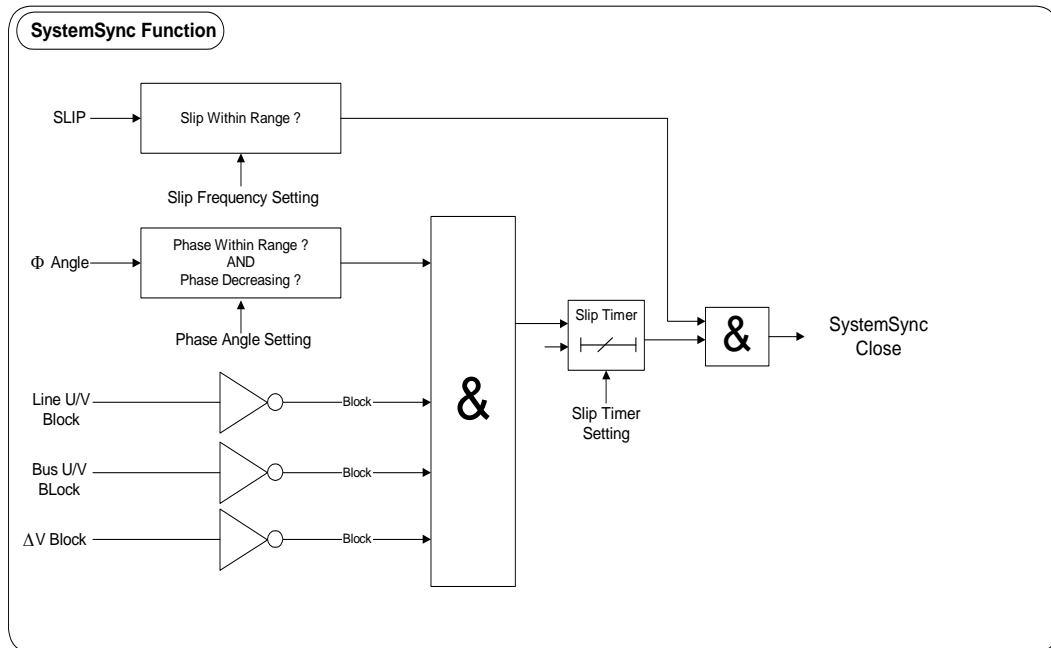 SystemSync Function
SLIP
Slip Within Range ?
Slip Frequency Setting
Φ Angle
Phase Within Range ?
AND
Phase Decreasing ?
Phase Angle Setting
Line U/V
Block
Block
Bus U/V
BLock
Block
ΔV Block
Block
&
Slip Timer
Slip Timer
Setting
&
SystemSync
Close